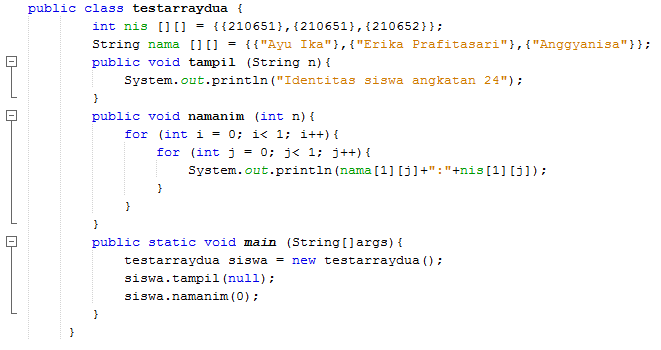 public class testarraydua {
int nis [][] = {{210651},{210651},{210652}};
String nama [][] = {{"Ayu Ika"},{"Erika Prafitasari"},{"Anggyanisa"}};
public void tampil (String n){
System.out.println("Identitas siswa angkatan 24");
}
public void namanim (int n){
for (int i = 0; i< 1; i++){
for (int j = 0; j< 1; j++){
System.out.println(nama[1][j]+":"+nis[1][j]);
}
}
}
public static void main (String[]args){
testarraydua siswa = new testarraydua();
siswa.tampil(null);
siswa.namanim(0);
}
}